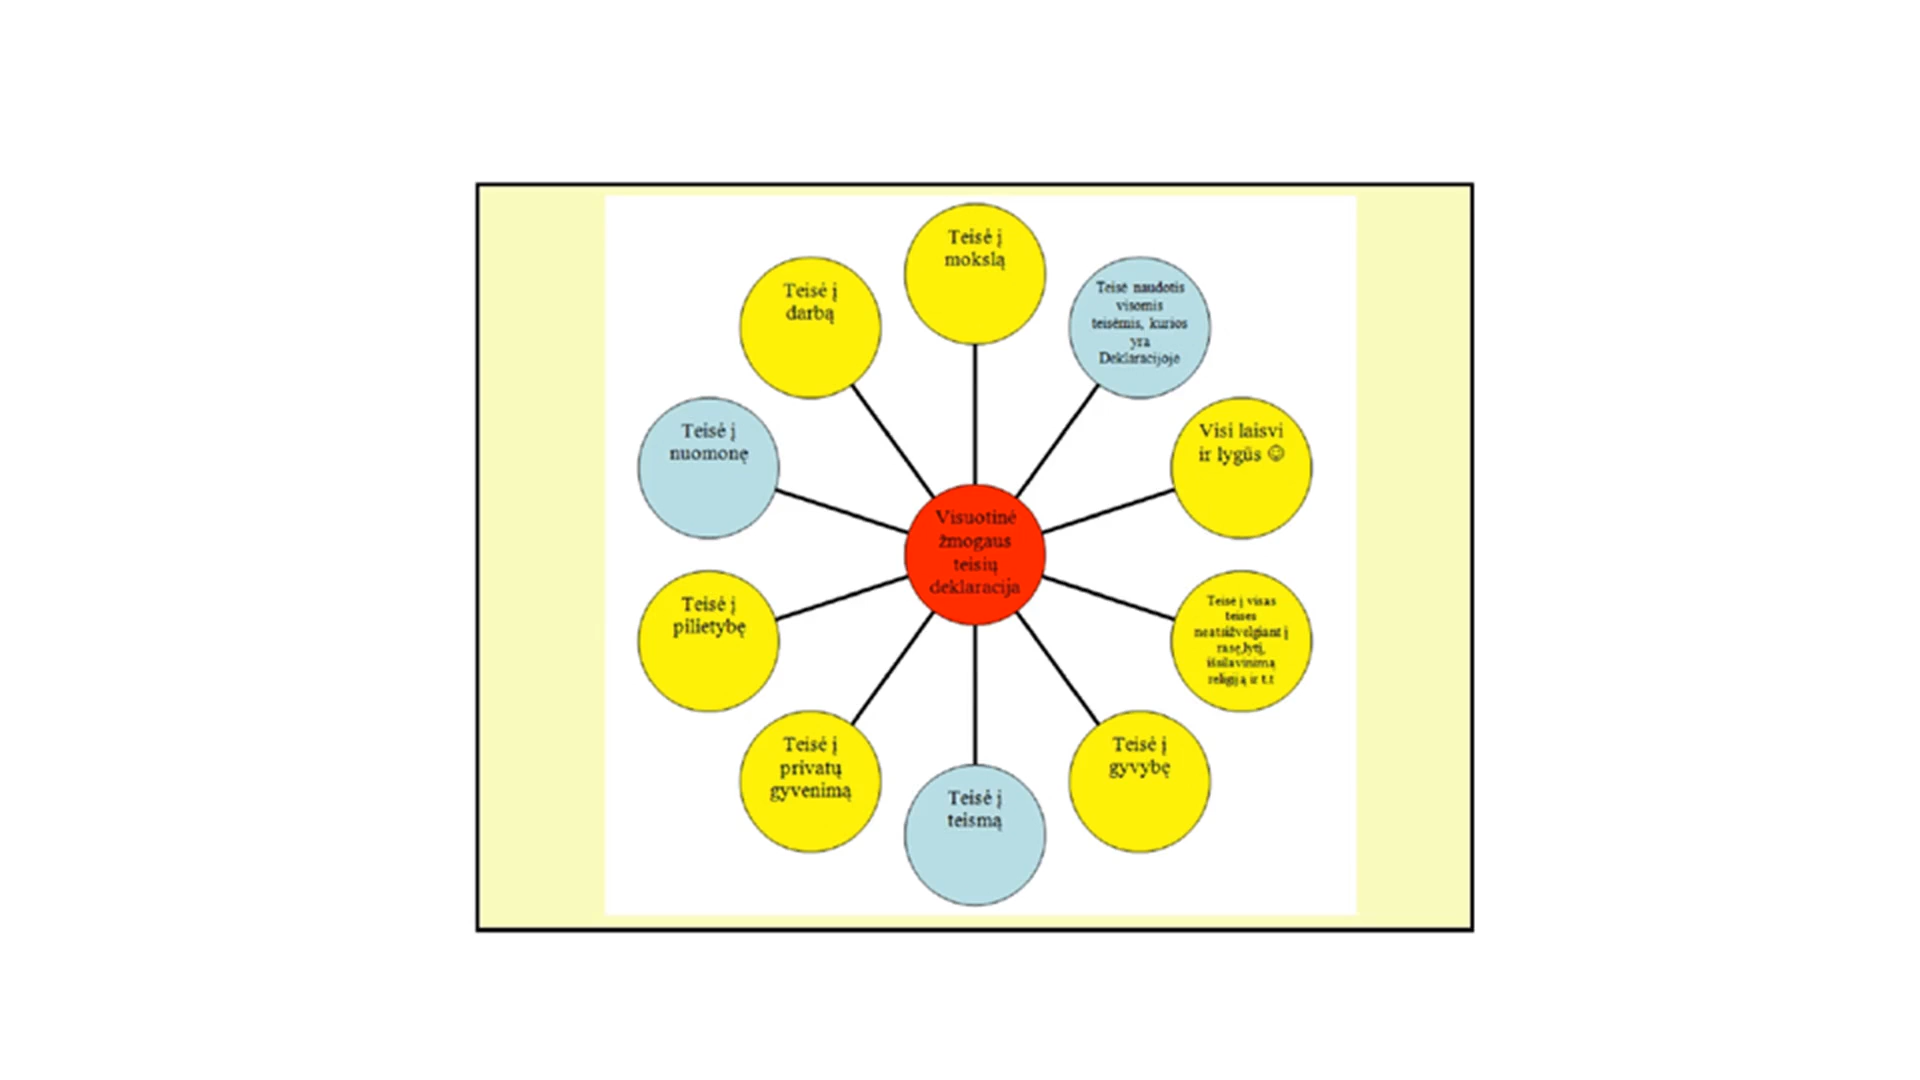 Teisė į
mokslą
Teisė naudotis
visomis
teisėmis, kurios
yra
Deklaracijoje
Visi laisvi
ir lygūs ☺
Teisė į visas
teises
neatsižvelgiant į
rasę,lytį,
išsilavinimą
religiją ir t.t
Teisė į
gyvybę
Teisė į
teismą
Teisė į
privatų
gyvenimą
Teisė į
pilietybę
Teisė į
nuomonę
Teisė į
darbą
Visuotinė
žmogaus
teisių
deklaracija